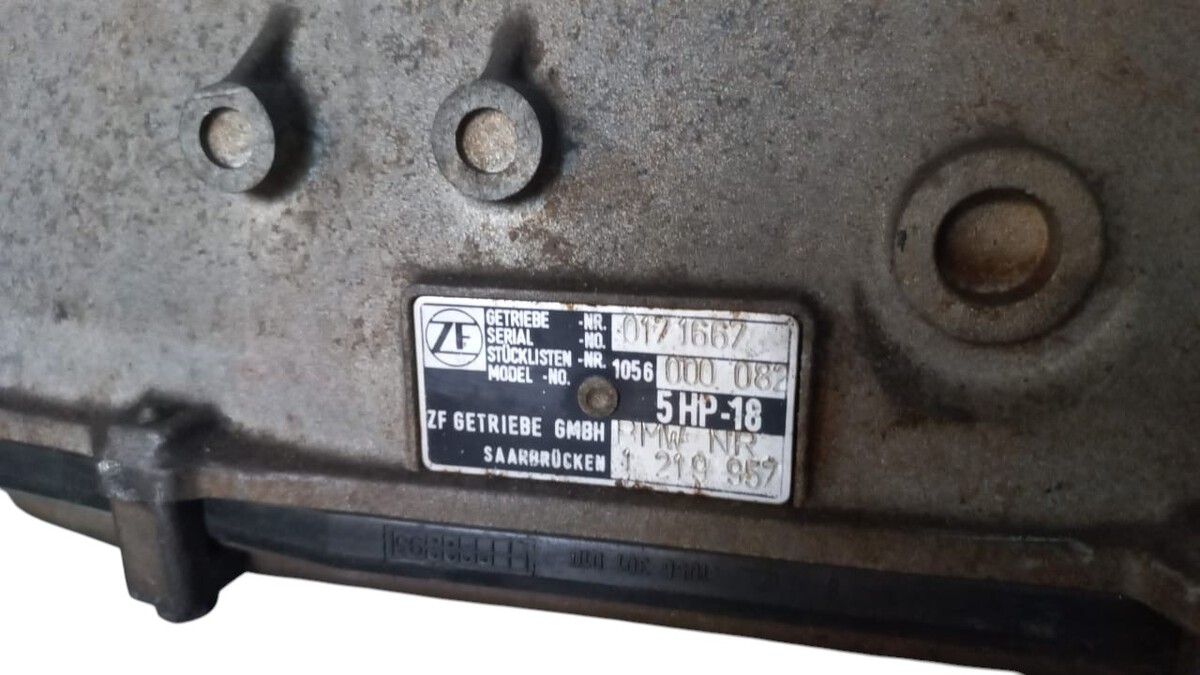 ZF
GETRIEBE -NR. 0171667
SERIAL -NO.
STÜCKLISTEN -NR. 1056 000 082
MODEL -NO.
5 HP-18
ZF GETRIEBE GMBH BMW NR
SAARBRÜCKEN 1 219 957